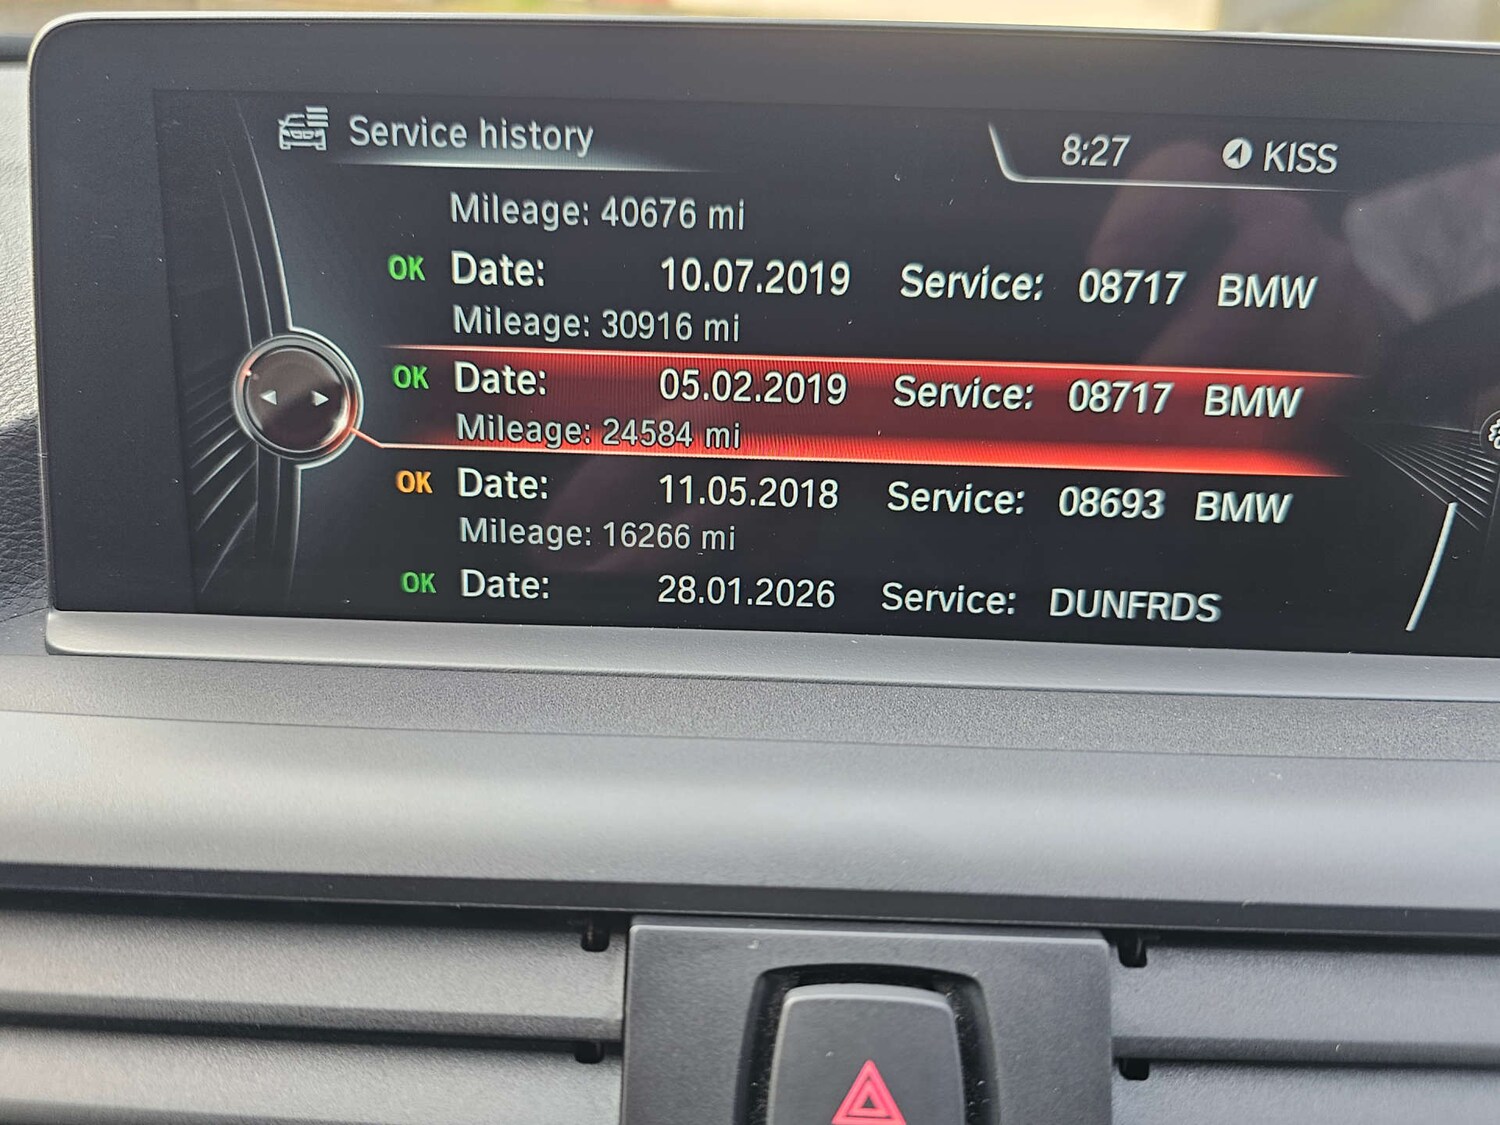 Service history 8:27 KISS
Mileage: 40676 mi
OK Date: 10.07.2019 Service: 08717 BMW
Mileage: 30916 mi
OK Date: 05.02.2019 Service: 08717 BMW
Mileage: 24584 mi
OK Date: 11.05.2018 Service: 08693 BMW
Mileage: 16266 mi
OK Date: 28.01.2026 Service: DUNFRDS